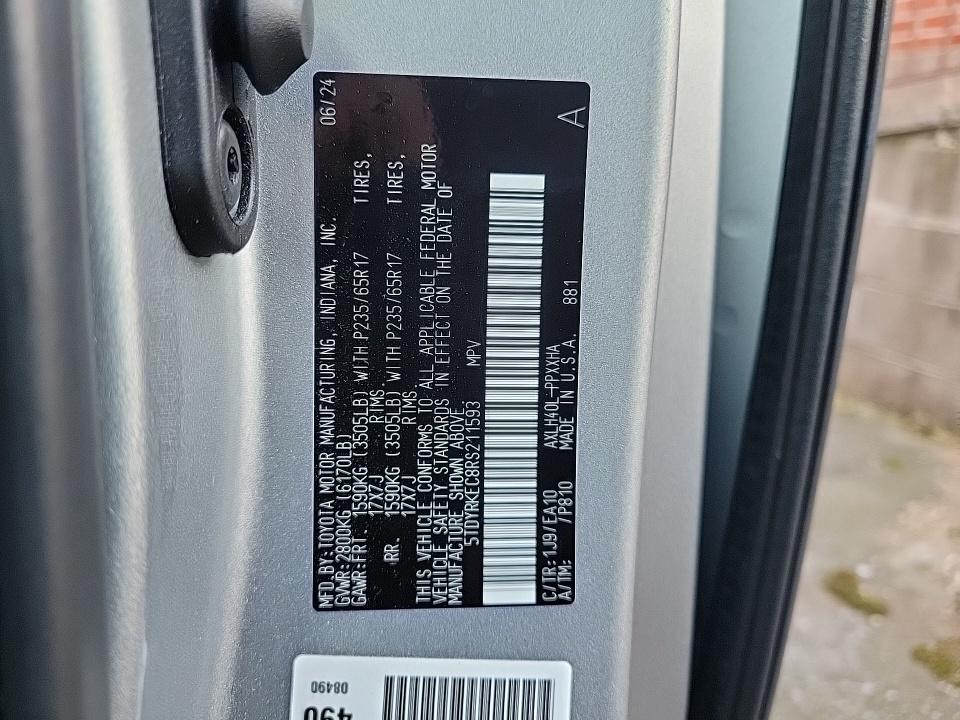 MFD.BY:TOYOTA MOTOR MANUFACTURING, INDIANA, INC. 06/24
GVWR:2800KG (6170LB)
GAWR:FRT. 1590KG (3505LB) WITH P235/65R17 TIRES,
17X7J RIMS,
RR. 1590KG (3505LB) WITH P235/65R17 TIRES,
17X7J RIMS,
THIS VEHICLE CONFORMS TO ALL APPLICABLE FEDERAL MOTOR
VEHICLE SAFETY STANDARDS IN EFFECT ON THE DATE OF
MANUFACTURE SHOWN ABOVE.
5TDYRKEC8RS211593 MPV
C/TR:1J9/EA10 AXLH40L-PPXXHA
A/TM: /P810 MADE IN U.S.A. 881
A
08490
490